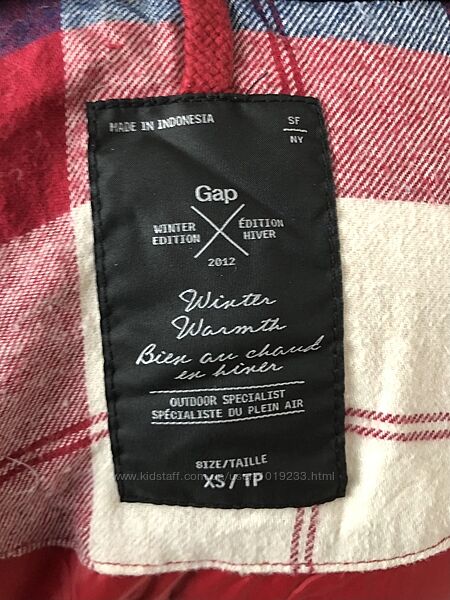 MADE IN INDONESIA
SF
NY
Gap
WINTER EDITION
ÉDITION HIVER
2012
Winter
Warmth
Bien au chaud
en hiver
OUTDOOR SPECIALIST
SPÉCIALISTE DU PLEIN AIR
SIZE/TAILLE
XS/TP